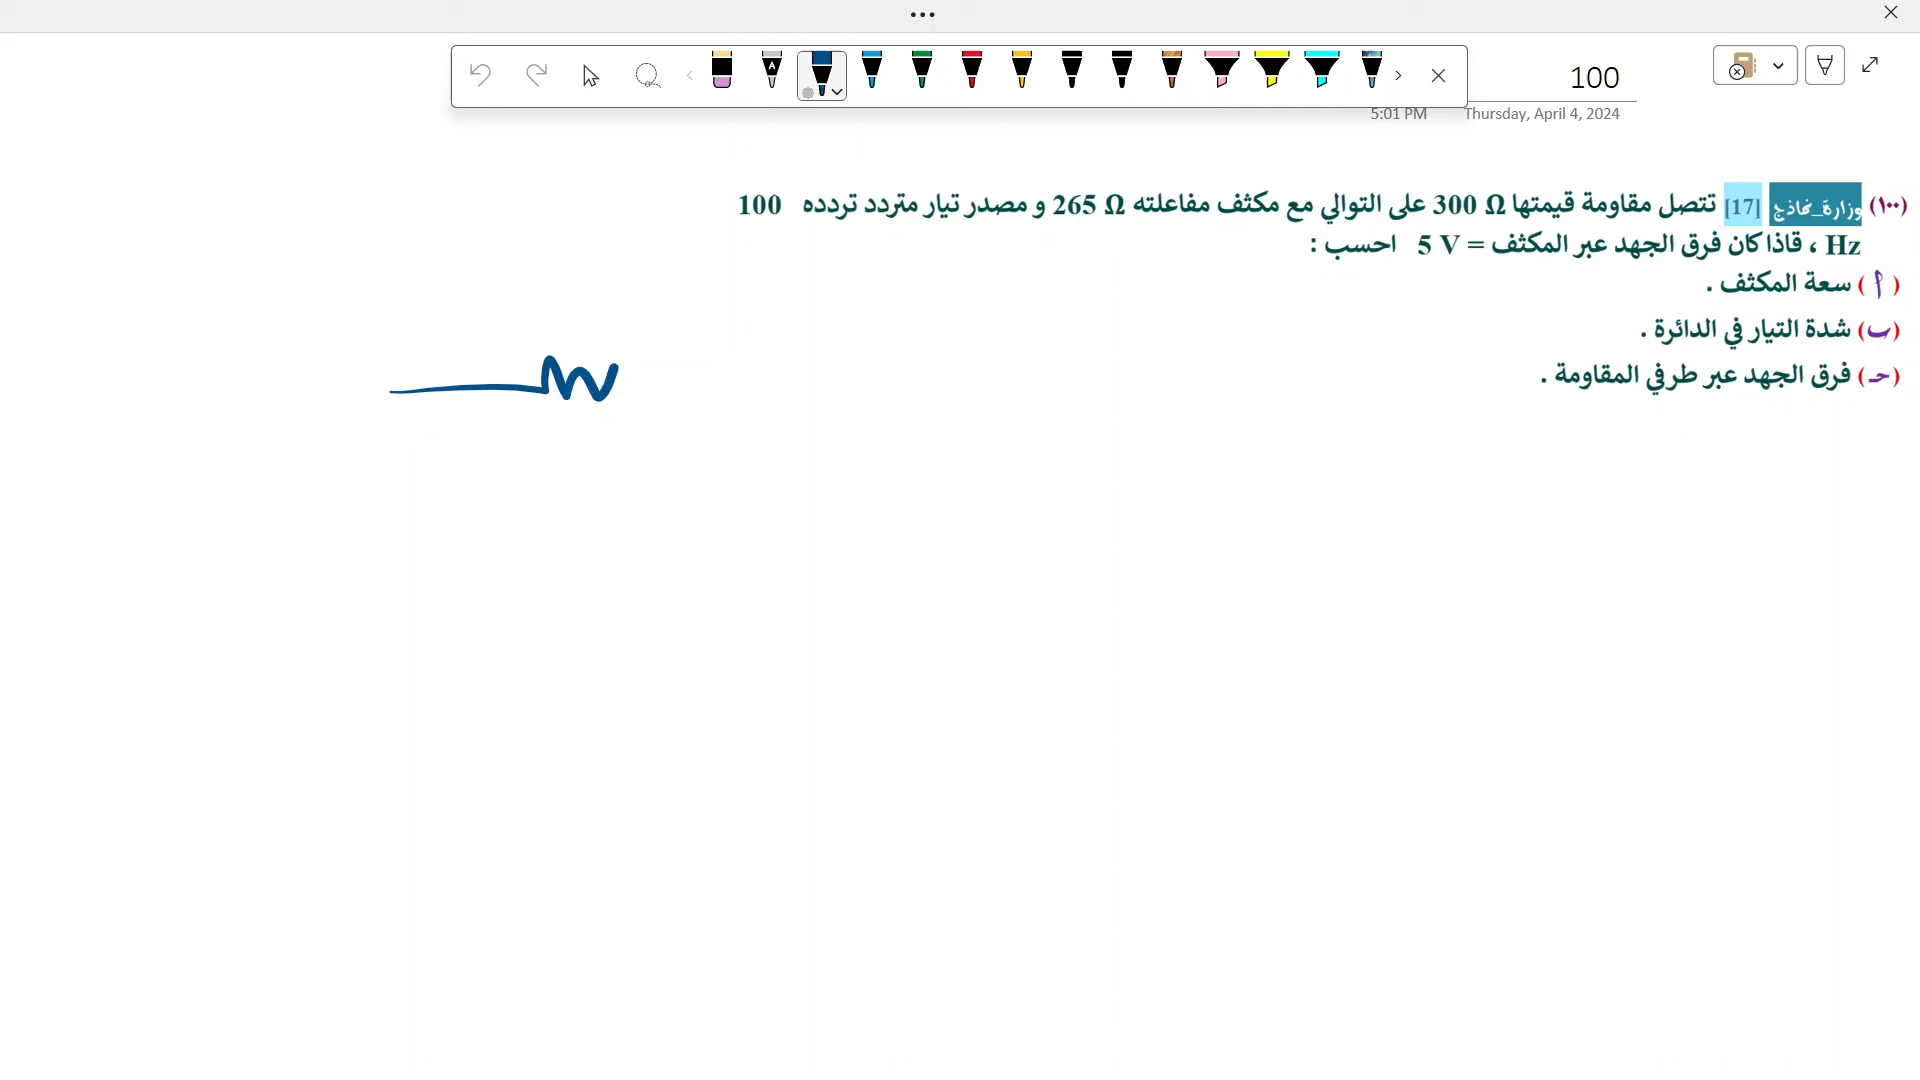 100
5:01 PM Thursday, April 4, 2024
(١٠٠) وزارة_نماذج [17] تتصل مقاومة قيمتها 300 Ω على التوالي مع مكثف مفاعلته 265 Ω و مصدر تيار متردد تردده 100
Hz ، قاذا كان فرق الجهد عبر المكثف = 5 V احسب :
( أ ) سعة المكثف .
(ب) شدة التيار في الدائرة .
(حـ) فرق الجهد عبر طرفي المقاومة .